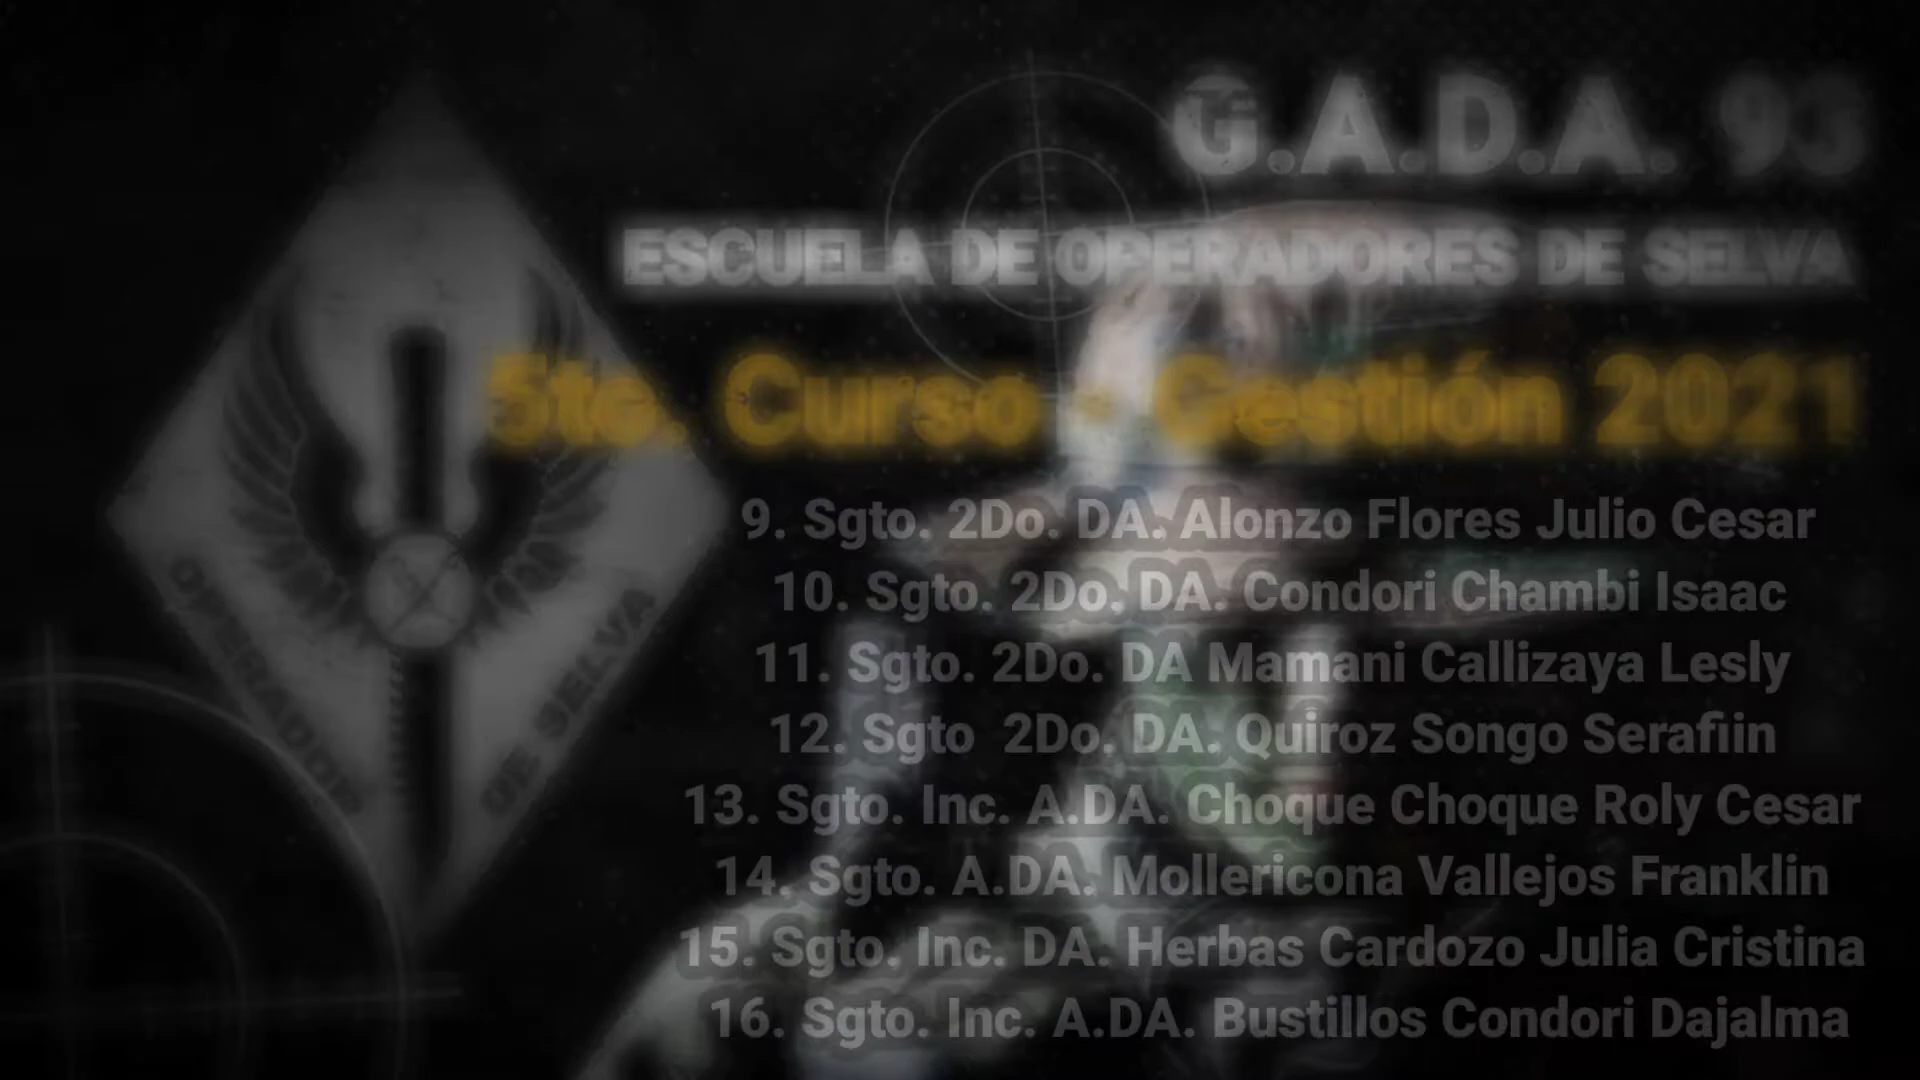 G.A.D.A. 93
ESCUELA DE OPERADORES DE SELVA
5to. Curso - Gestión 2021
9. Sgto. 2Do. DA. Alonzo Flores Julio Cesar
10. Sgto. 2Do. DA. Condori Chambi Isaac
11. Sgto. 2Do. DA Mamani Callizaya Lesly
12. Sgto 2Do. DA. Quiroz Songo Serafiin
13. Sgto. Inc. A.DA. Choque Choque Roly Cesar
14. Sgto. A.DA. Mollericona Vallejos Franklin
15. Sgto. Inc. DA. Herbas Cardozo Julia Cristina
16. Sgto. Inc. A.DA. Bustillos Condori Dajalma
OPERADOR
DE SELVA